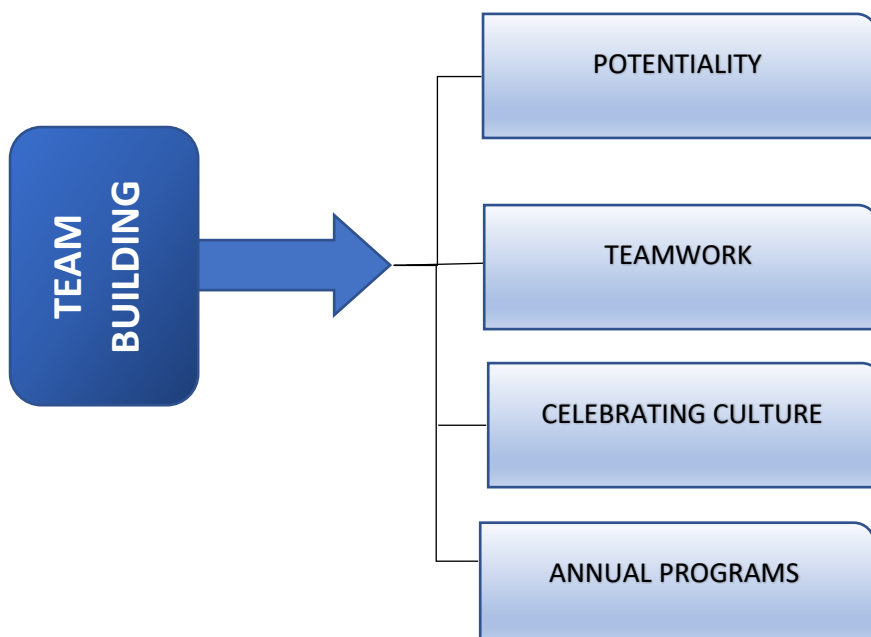 TEAM
BUILDING
POTENTIALITY
TEAMWORK
CELEBRATING CULTURE
ANNUAL PROGRAMS